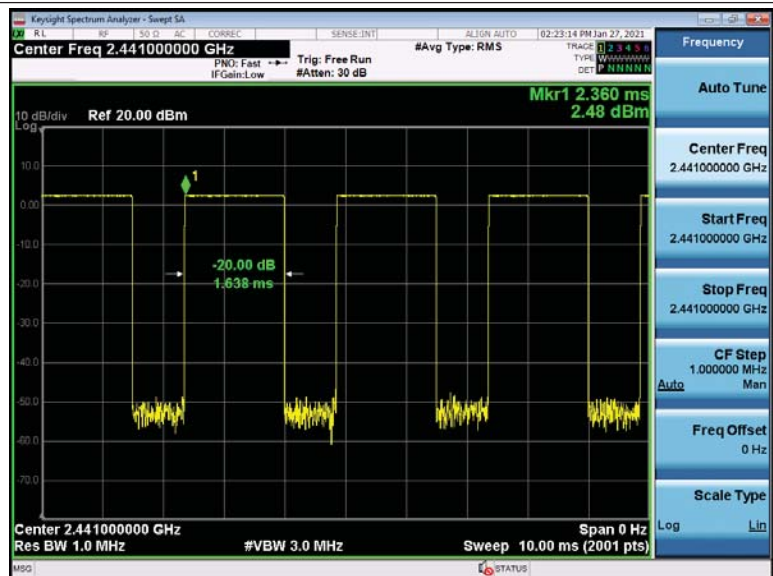 Keysight Spectrum Analyzer - Swept SA
RL RF 50 Ω AC CORREC SENSE:INT ALIGN AUTO 02:23:14 PM Jan 27, 2021
Center Freq 2.441000000 GHz
PNO: Fast
IFGain:Low
Trig: Free Run
#Atten: 30 dB
#Avg Type: RMS
TRACE 1 2 3 4 5 6
TYPE
DET P N N N N N
Mkr1 2.360 ms
2.48 dBm
10 dB/div Ref 20.00 dBm
Log
10.0
0.00
-10.0
-20.0
-30.0
-40.0
-50.0
-60.0
-70.0
1
-20.00 dB
1.638 ms
Center 2.441000000 GHz Span 0 Hz
Res BW 1.0 MHz #VBW 3.0 MHz Sweep 10.00 ms (2001 pts)
MSG STATUS
Frequency
Auto Tune
Center Freq
2.441000000 GHz
Start Freq
2.441000000 GHz
Stop Freq
2.441000000 GHz
CF Step
1.000000 MHz
Auto Man
Freq Offset
0 Hz
Scale Type
Log Lin